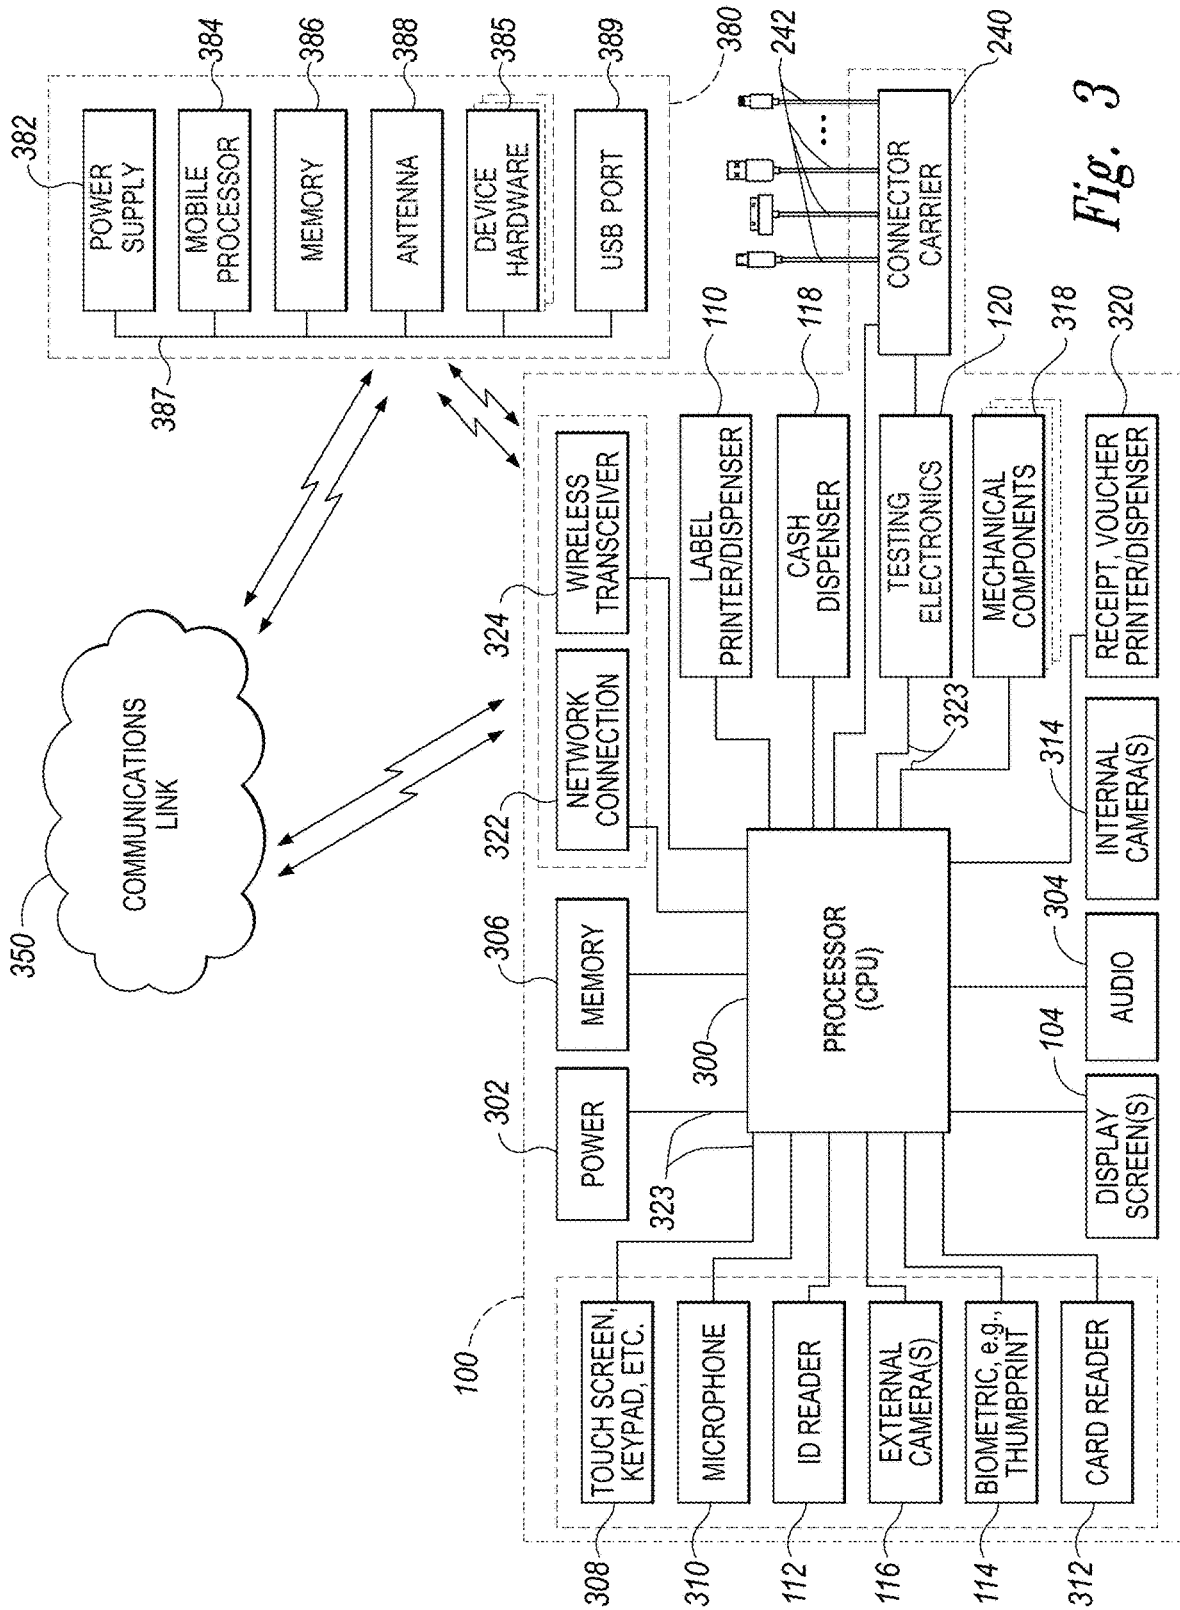 350
COMMUNICATIONS
LINK
382
POWER
SUPPLY
384
MOBILE
PROCESSOR
386
MEMORY
388
ANTENNA
385
DEVICE
HARDWARE
389
USB PORT
380
387
100
302
POWER
306
MEMORY
322
NETWORK
CONNECTION
324
WIRELESS
TRANSCEIVER
308
TOUCH SCREEN,
KEYPAD, ETC.
310
MICROPHONE
112
ID READER
116
EXTERNAL
CAMERA(S)
114
BIOMETRIC, e.g.,
THUMBPRINT
312
CARD READER
323
300
PROCESSOR
(CPU)
110
LABEL
PRINTER/DISPENSER
118
CASH
DISPENSER
120
TESTING
ELECTRONICS
323
318
MECHANICAL
COMPONENTS
242
240
CONNECTOR
CARRIER
104
DISPLAY
SCREEN(S)
304
AUDIO
314
INTERNAL
CAMERA(S)
320
RECEIPT, VOUCHER
PRINTER/DISPENSER
Fig. 3